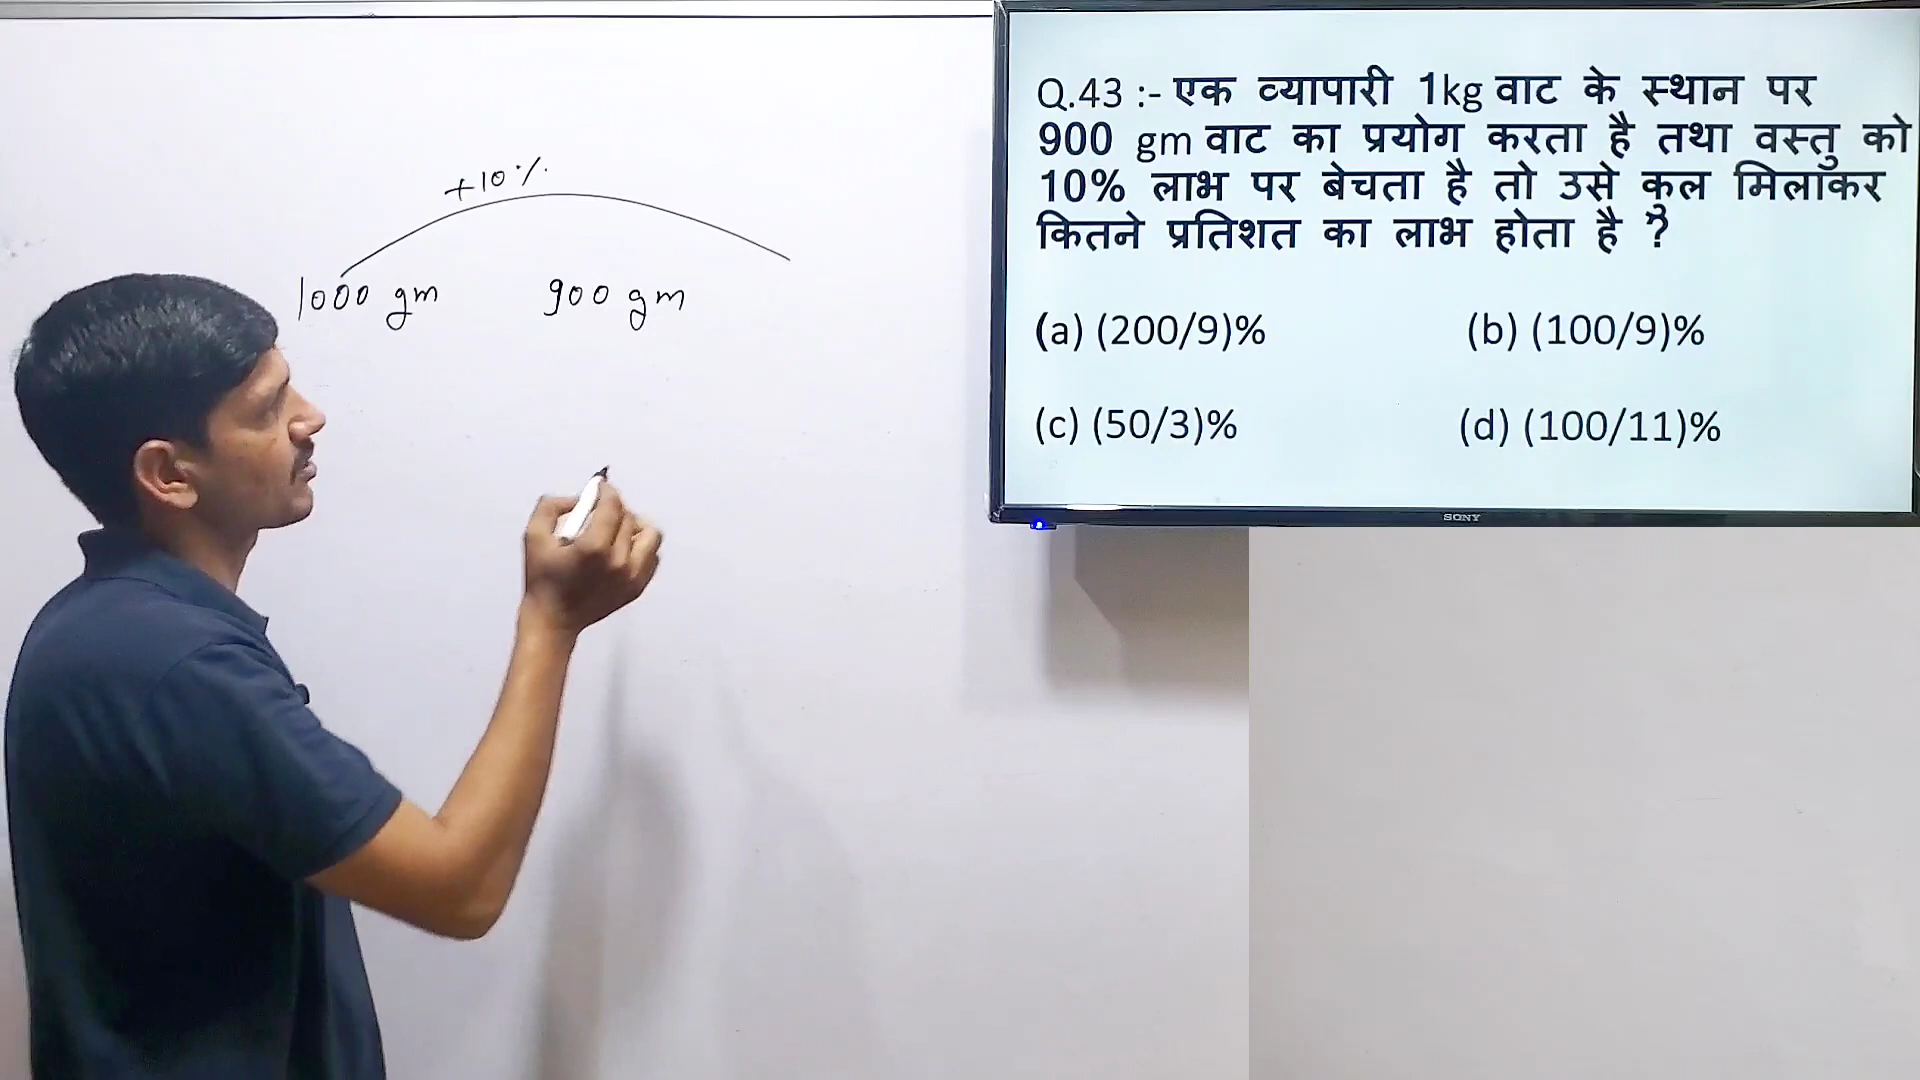 +10%
1000 gm 900 gm
Q.43 :- एक व्यापारी 1kg वाट के स्थान पर
900 gm वाट का प्रयोग करता है तथा वस्तु को
10% लाभ पर बेचता है तो उसे कुल मिलाकर
कितने प्रतिशत का लाभ होता है ?
(a) (200/9)% (b) (100/9)%
(c) (50/3)% (d) (100/11)%
SONY